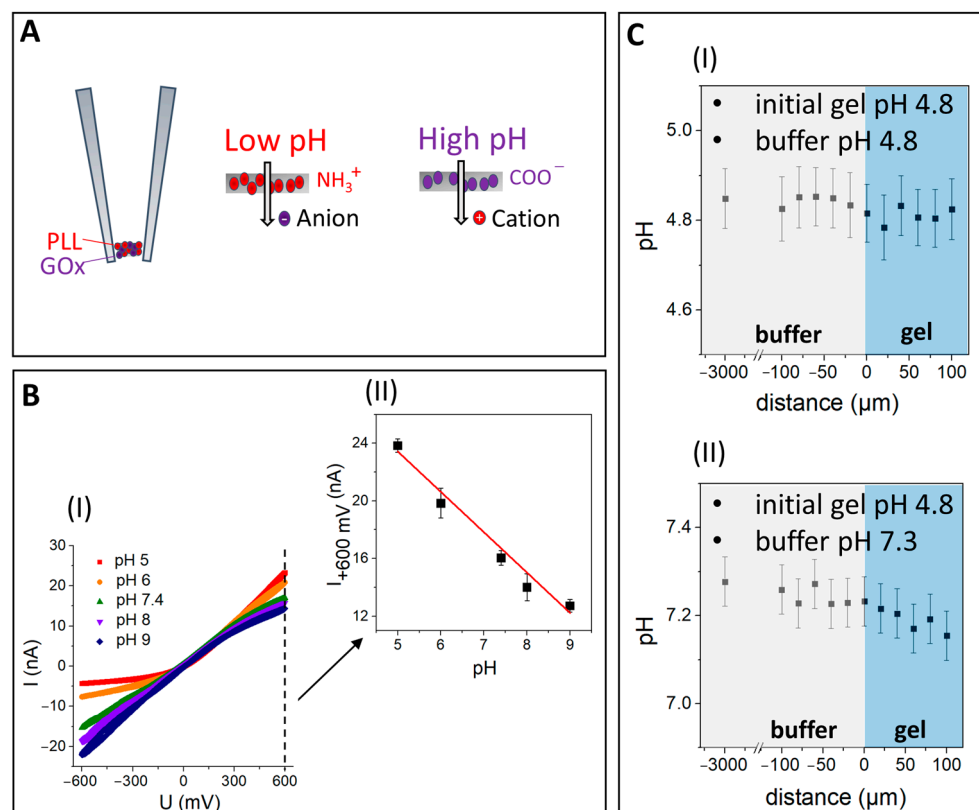 A
PLL
GOx
Low pH
NH₃⁺
− Anion
High pH
COO⁻
+ Cation
B
(I)
pH 5
pH 6
pH 7.4
pH 8
pH 9
30
25
20
10
0
−10
−20
I (nA)
−600 −300 0 300 600
U (mV)
(II)
24
20
16
12
I+600 mV (nA)
5 6 7 8 9
pH
C
(I)
initial gel pH 4.8
buffer pH 4.8
5.0
4.8
4.6
pH
buffer gel
−3000 −100 −50 0 50 100
distance (µm)
(II)
initial gel pH 4.8
buffer pH 7.3
7.4
7.2
7.0
pH
buffer gel
−3000 −100 −50 0 50 100
distance (µm)